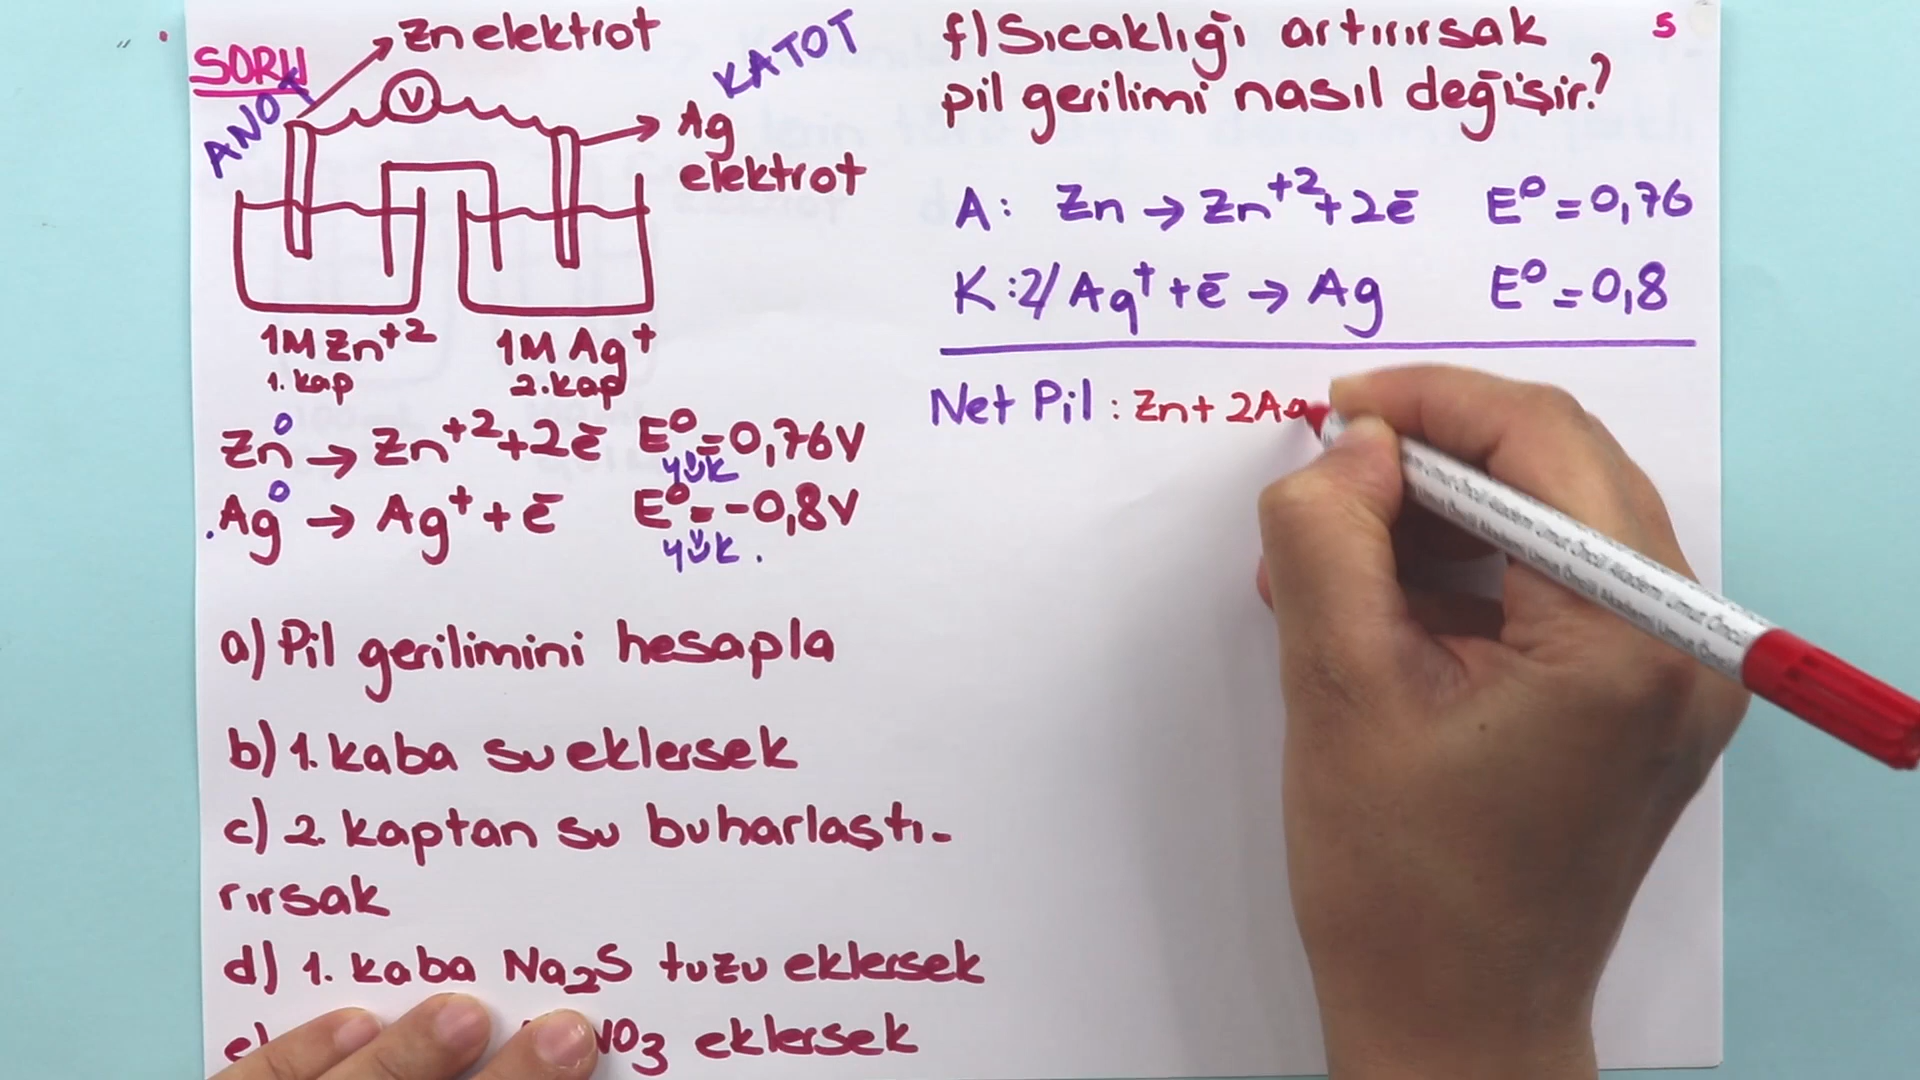 SORU
ANOT
Zn elektrot
V
KATOT
Ag
elektrot
1M Zn+2
1. kap
1M Ag+
2. kap
Zn0 → Zn+2 + 2ē E0 = 0,76V
yük
Ag0 → Ag+ + ē E0 = -0,8V
yük
a) Pil gerilimini hesapla
b) 1. kaba su eklersek
c) 2. kaptan su buharlaştı-
rırsak
d) 1. kaba Na2S tuzu eklersek
e) NO3 eklersek
5
f) Sıcaklığı artırırsak
pil gerilimi nasıl değişir?
A: Zn → Zn+2 + 2ē E0 = 0,76
K: 2/ Ag+ + ē → Ag E0 = 0,8
Net Pil : Zn + 2Ag